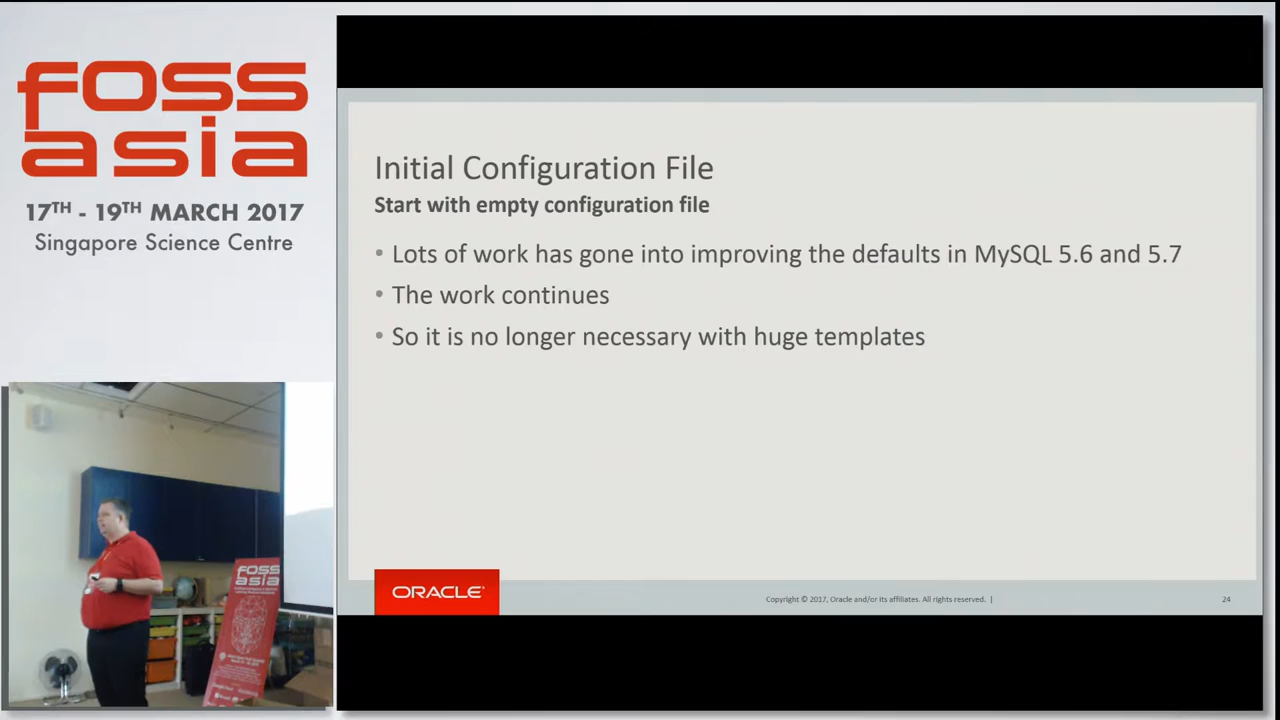 foss
asia
17TH - 19TH MARCH 2017
Singapore Science Centre
Initial Configuration File
Start with empty configuration file
• Lots of work has gone into improving the defaults in MySQL 5.6 and 5.7
• The work continues
• So it is no longer necessary with huge templates
ORACLE
Copyright © 2017, Oracle and/or its affiliates. All rights reserved. |
24
FOSS
ASIA